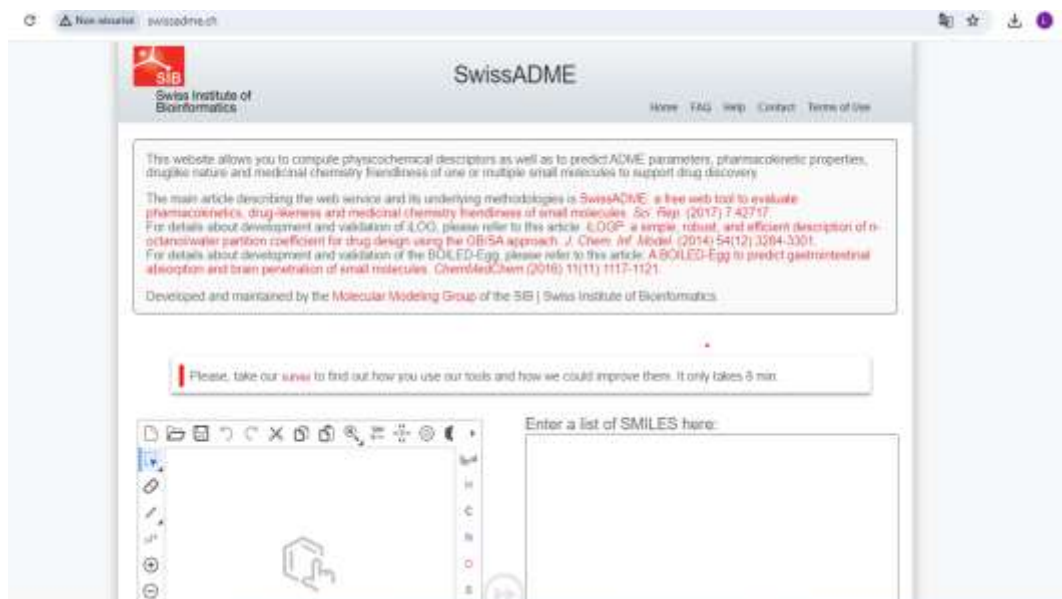 Non sécurisé swissadme.ch
SIB
Swiss Institute of
Bioinformatics
SwissADME
Home FAQ Help Contact Terms of Use
This website allows you to compute physicochemical descriptors as well as to predict ADME parameters, pharmacokinetic properties,
druglike nature and medicinal chemistry friendliness of one or multiple small molecules to support drug discovery.
The main article describing the web service and its underlying methodologies is SwissADME: a free web tool to evaluate
pharmacokinetics, drug-likeness and medicinal chemistry friendliness of small molecules. Sci. Rep. (2017) 7:42717.
For details about development and validation of iLOG, please refer to this article: iLOGP: a simple, robust, and efficient description of n-
octanol/water partition coefficient for drug design using the GB/SA approach. J. Chem. Inf. Model. (2014) 54(12) 3284-3301.
For details about development and validation of the BOILED-Egg, please refer to this article: A BOILED-Egg to predict gastrointestinal
absorption and brain penetration of small molecules. ChemMedChem (2016) 11(11) 1117-1121.
Developed and maintained by the Molecular Modeling Group of the SIB | Swiss Institute of Bioinformatics
Please, take our survey to find out how you use our tools and how we could improve them. It only takes 8 min.
Enter a list of SMILES here:
H
C
N
O
S